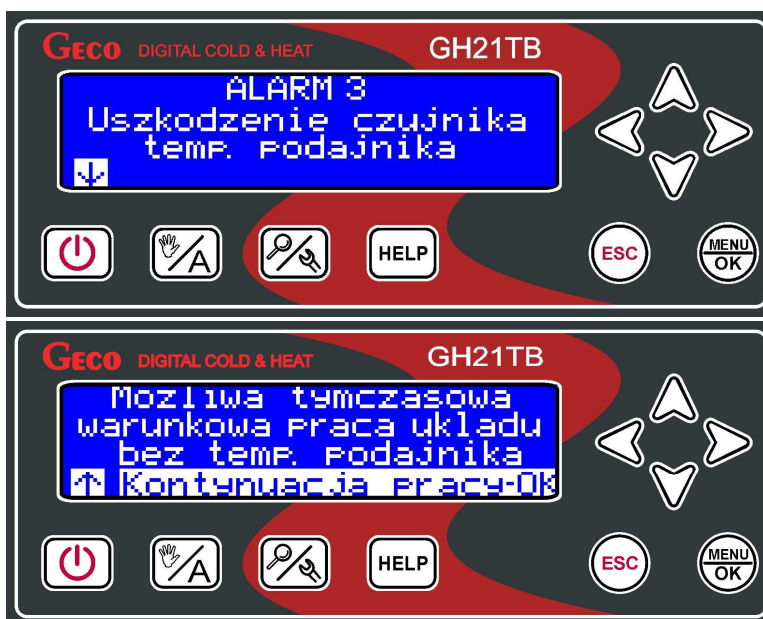 GECO DIGITAL COLD & HEAT GH21TB
ALARM 3
Uszkodzenie czujnika
temp. podajnika
↓
A HELP ESC MENU
OK
GECO DIGITAL COLD & HEAT GH21TB
Mozliwa tymczasowa
warunkowa praca ukladu
bez temp. podajnika
↑ Kontynuacja pracy-OK
A HELP ESC MENU
OK